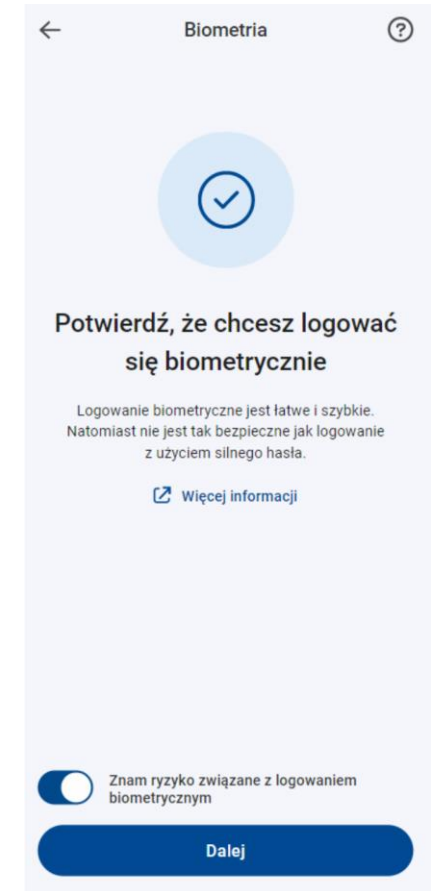 Biometria
Potwierdź, że chcesz logować
się biometrycznie
Logowanie biometryczne jest łatwe i szybkie.
Natomiast nie jest tak bezpieczne jak logowanie
z użyciem silnego hasła.
Więcej informacji
Znam ryzyko związane z logowaniem
biometrycznym
Dalej